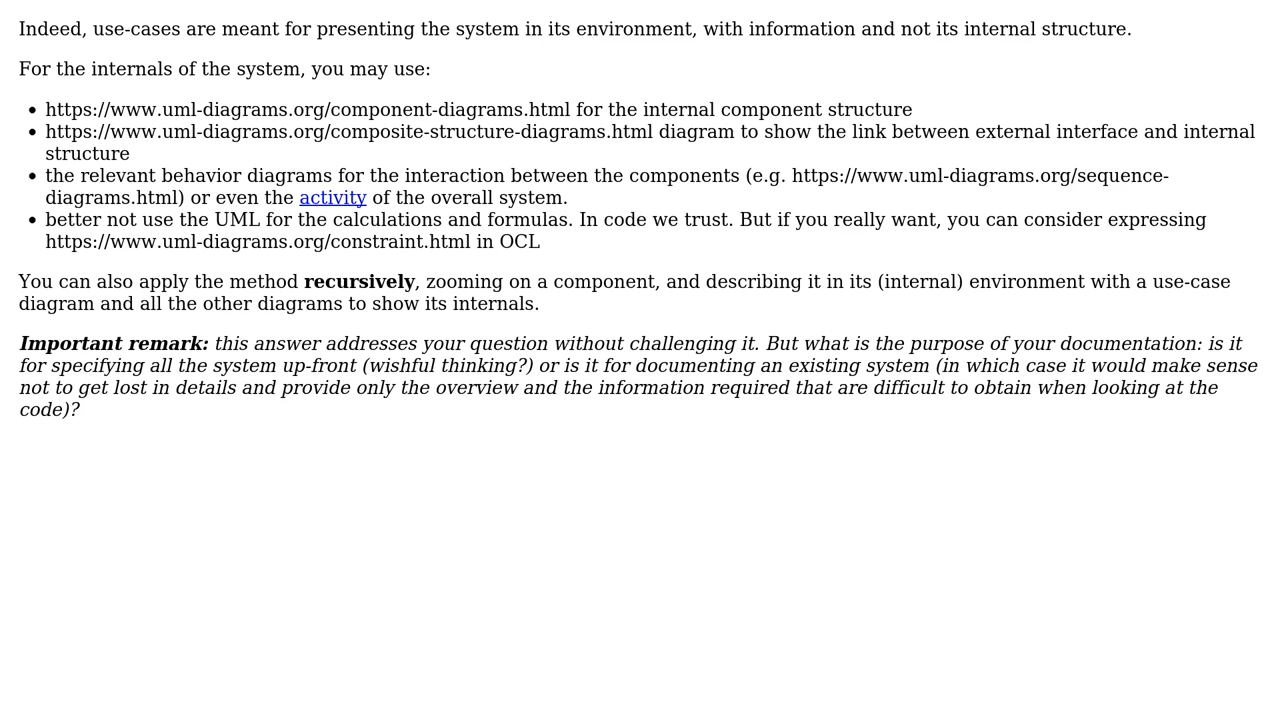 Indeed, use-cases are meant for presenting the system in its environment, with information and not its internal structure.
For the internals of the system, you may use:
• https://www.uml-diagrams.org/component-diagrams.html for the internal component structure
• https://www.uml-diagrams.org/composite-structure-diagrams.html diagram to show the link between external interface and internal
structure
• the relevant behavior diagrams for the interaction between the components (e.g. https://www.uml-diagrams.org/sequence-
diagrams.html) or even the activity of the overall system.
• better not use the UML for the calculations and formulas. In code we trust. But if you really want, you can consider expressing
https://www.uml-diagrams.org/constraint.html in OCL
You can also apply the method recursively, zooming on a component, and describing it in its (internal) environment with a use-case
diagram and all the other diagrams to show its internals.
Important remark: this answer addresses your question without challenging it. But what is the purpose of your documentation: is it
for specifying all the system up-front (wishful thinking?) or is it for documenting an existing system (in which case it would make sense
not to get lost in details and provide only the overview and the information required that are difficult to obtain when looking at the
code)?